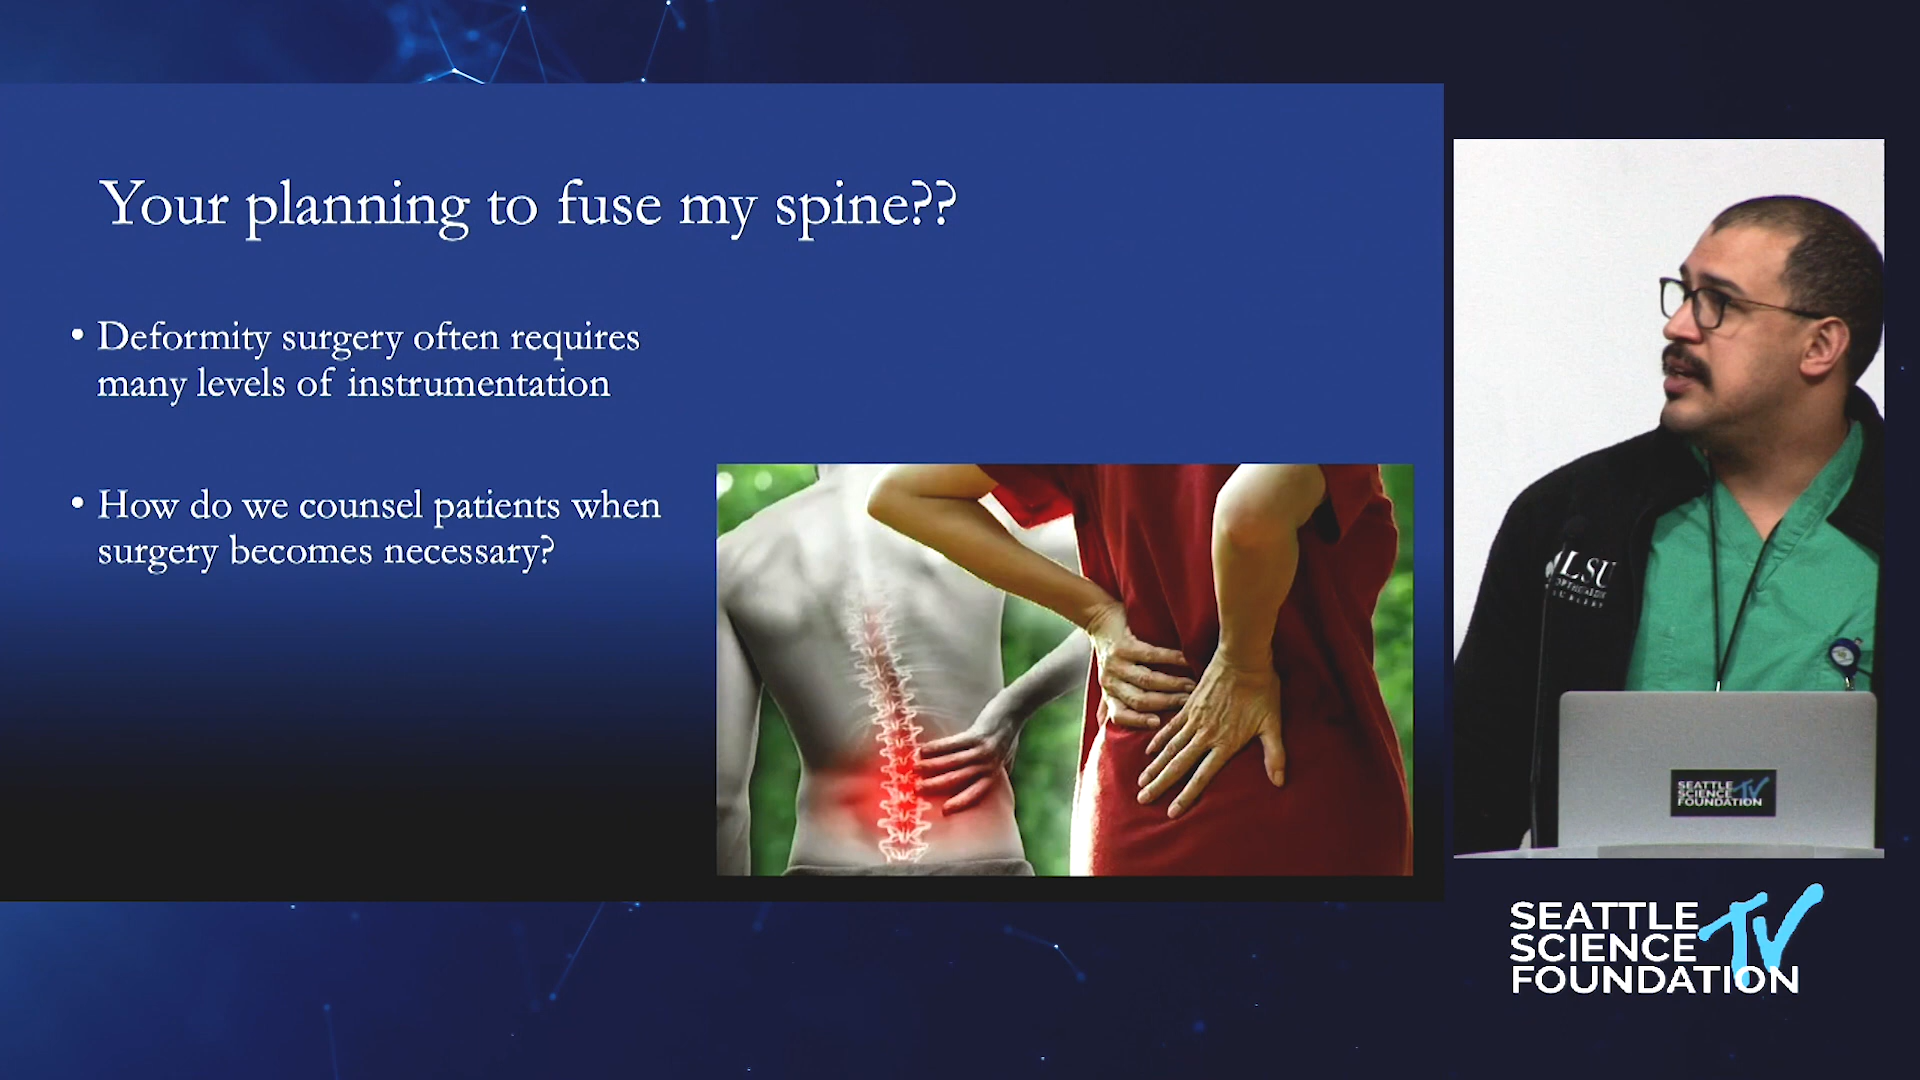 Your planning to fuse my spine??
• Deformity surgery often requires
many levels of instrumentation
• How do we counsel patients when
surgery becomes necessary?
LSU
SEATTLE
SCIENCE TV
FOUNDATION
SEATTLE
SCIENCE TV
FOUNDATION